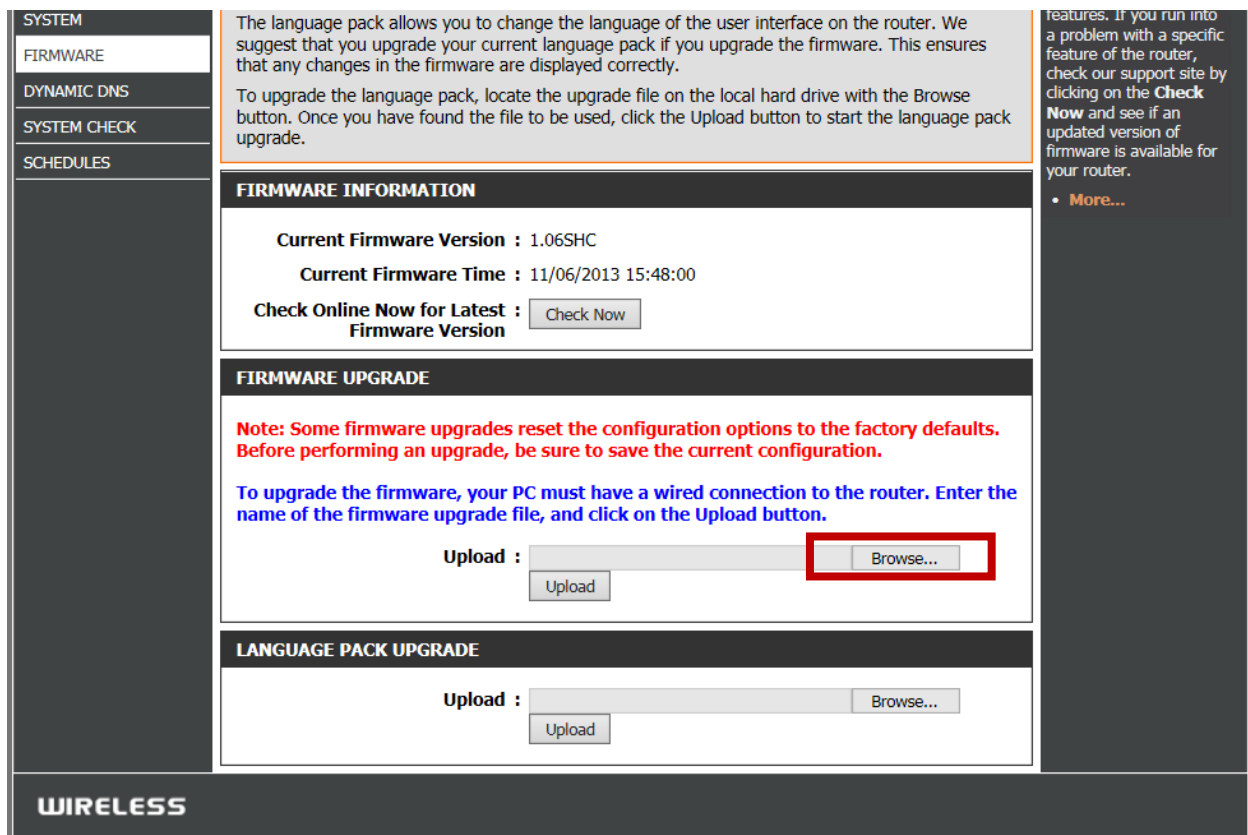 SYSTEM
FIRMWARE
DYNAMIC DNS
SYSTEM CHECK
SCHEDULES
The language pack allows you to change the language of the user interface on the router. We
suggest that you upgrade your current language pack if you upgrade the firmware. This ensures
that any changes in the firmware are displayed correctly.
To upgrade the language pack, locate the upgrade file on the local hard drive with the Browse
button. Once you have found the file to be used, click the Upload button to start the language pack
upgrade.
FIRMWARE INFORMATION
Current Firmware Version : 1.06SHC
Current Firmware Time : 11/06/2013 15:48:00
Check Online Now for Latest : Check Now
Firmware Version
FIRMWARE UPGRADE
Note: Some firmware upgrades reset the configuration options to the factory defaults.
Before performing an upgrade, be sure to save the current configuration.
To upgrade the firmware, your PC must have a wired connection to the router. Enter the
name of the firmware upgrade file, and click on the Upload button.
Upload : Browse...
Upload
LANGUAGE PACK UPGRADE
Upload : Browse...
Upload
features. If you run into
a problem with a specific
feature of the router,
check our support site by
clicking on the Check
Now and see if an
updated version of
firmware is available for
your router.
• More...
WIRELESS